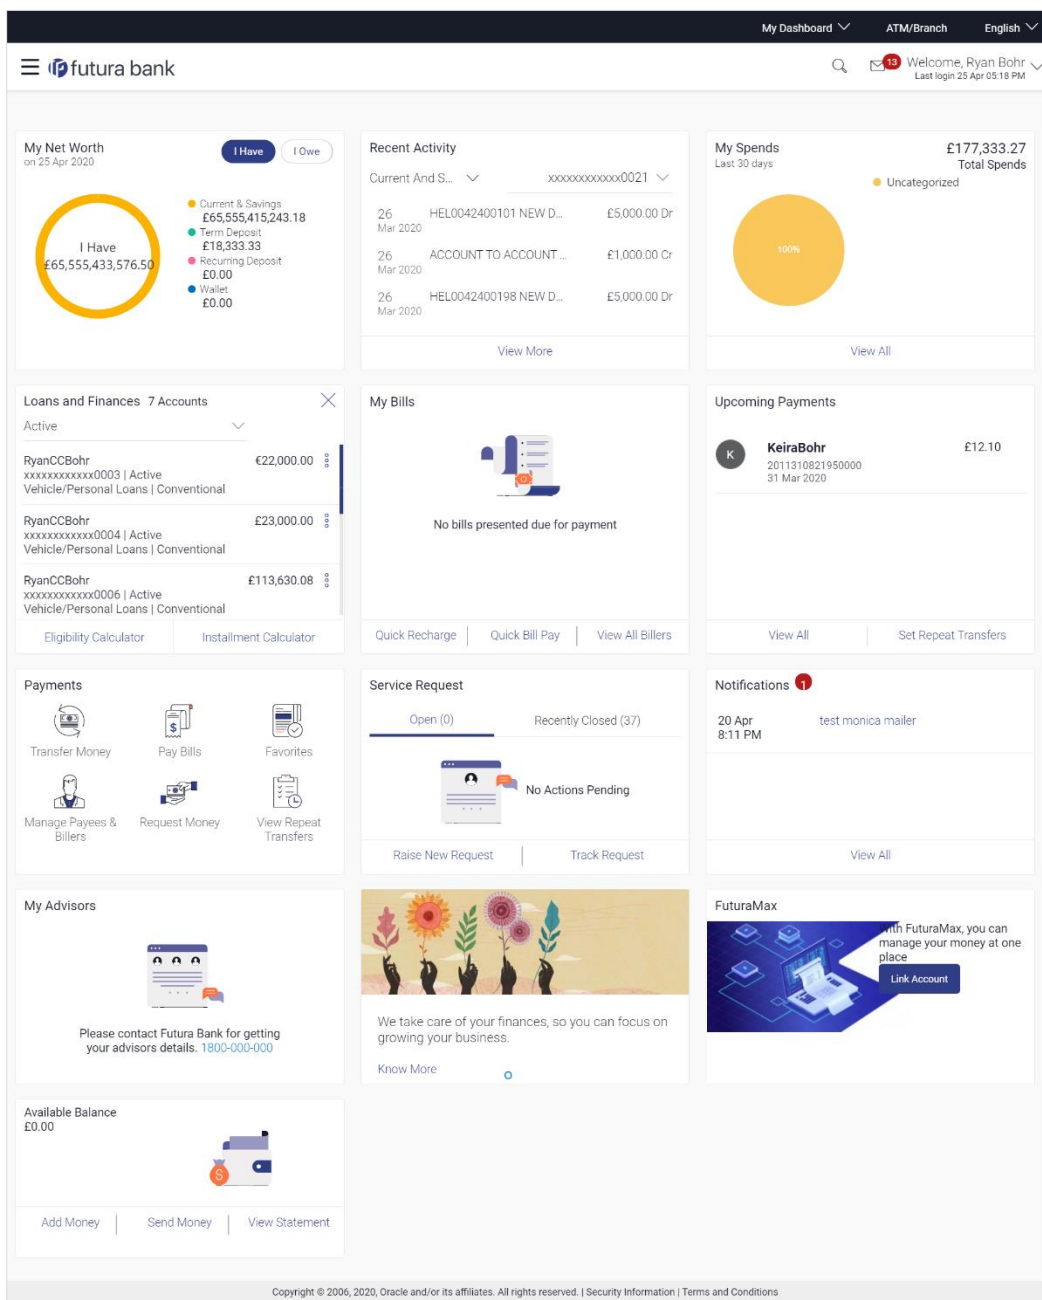 My Dashboard ATM/Branch English
futura bank
13 Welcome, Ryan Bohr
Last login 25 Apr 05:18 PM
My Net Worth
on 25 Apr 2020
I Have I Owe
I Have
£65,555,433,576.50
Current & Savings
£65,555,415,243.18
Term Deposit
£18,333.33
Recurring Deposit
£0.00
Wallet
£0.00
Recent Activity
Current And S... xxxxxxxxxxxx0021
26 HEL0042400101 NEW D... £5,000.00 Dr
Mar 2020
26 ACCOUNT TO ACCOUNT ... £1,000.00 Cr
Mar 2020
26 HEL0042400198 NEW D... £5,000.00 Dr
Mar 2020
View More
My Spends £177,333.27
Last 30 days Total Spends
Uncategorized
100%
View All
Loans and Finances 7 Accounts
Active
RyanCCBohr €22,000.00
xxxxxxxxxxxx0003 | Active
Vehicle/Personal Loans | Conventional
RyanCCBohr £23,000.00
xxxxxxxxxxxx0004 | Active
Vehicle/Personal Loans | Conventional
RyanCCBohr £113,630.08
xxxxxxxxxxxx0006 | Active
Vehicle/Personal Loans | Conventional
Eligibility Calculator Installment Calculator
My Bills
No bills presented due for payment
Quick Recharge Quick Bill Pay View All Billers
Upcoming Payments
K KeiraBohr £12.10
2011310821950000
31 Mar 2020
View All Set Repeat Transfers
Payments
Transfer Money Pay Bills Favorites
Manage Payees & Request Money View Repeat
Billers Transfers
Service Request
Open (0) Recently Closed (37)
No Actions Pending
Raise New Request Track Request
Notifications 1
20 Apr test monica mailer
8:11 PM
View All
My Advisors
Please contact Futura Bank for getting
your advisors details. 1800-000-000
We take care of your finances, so you can focus on
growing your business.
Know More
FuturaMax
With FuturaMax, you can
manage your money at one
place
Link Account
Available Balance
£0.00
Add Money Send Money View Statement
Copyright © 2006, 2020, Oracle and/or its affiliates. All rights reserved. | Security Information | Terms and Conditions